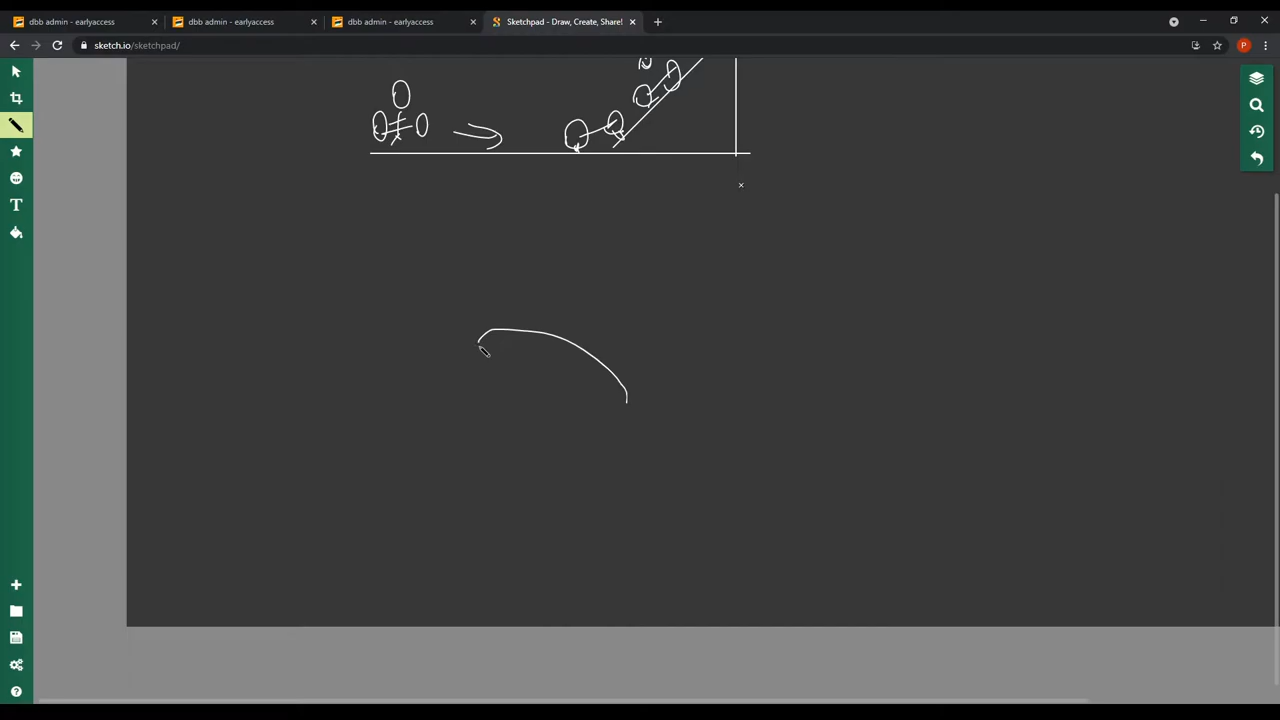 dbb admin - earlyaccess
dbb admin - earlyaccess
dbb admin - earlyaccess
Sketchpad - Draw, Create, Share!
sketch.io/sketchpad/
P
T